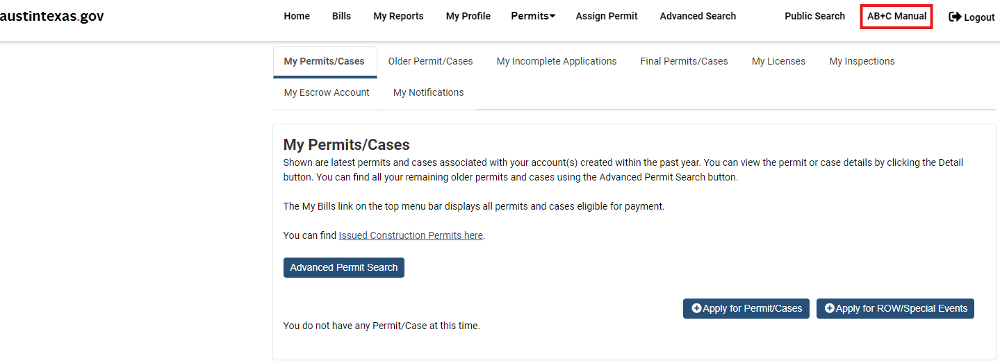 austintexas.gov
Home Bills My Reports My Profile Permits Assign Permit Advanced Search Public Search AB+C Manual Logout
My Permits/Cases Older Permit/Cases My Incomplete Applications Final Permits/Cases My Licenses My Inspections
My Escrow Account My Notifications
My Permits/Cases
Shown are latest permits and cases associated with your account(s) created within the past year. You can view the permit or case details by clicking the Detail
button. You can find all your remaining older permits and cases using the Advanced Permit Search button.
The My Bills link on the top menu bar displays all permits and cases eligible for payment.
You can find Issued Construction Permits here.
Advanced Permit Search
Apply for Permit/Cases Apply for ROW/Special Events
You do not have any Permit/Case at this time.